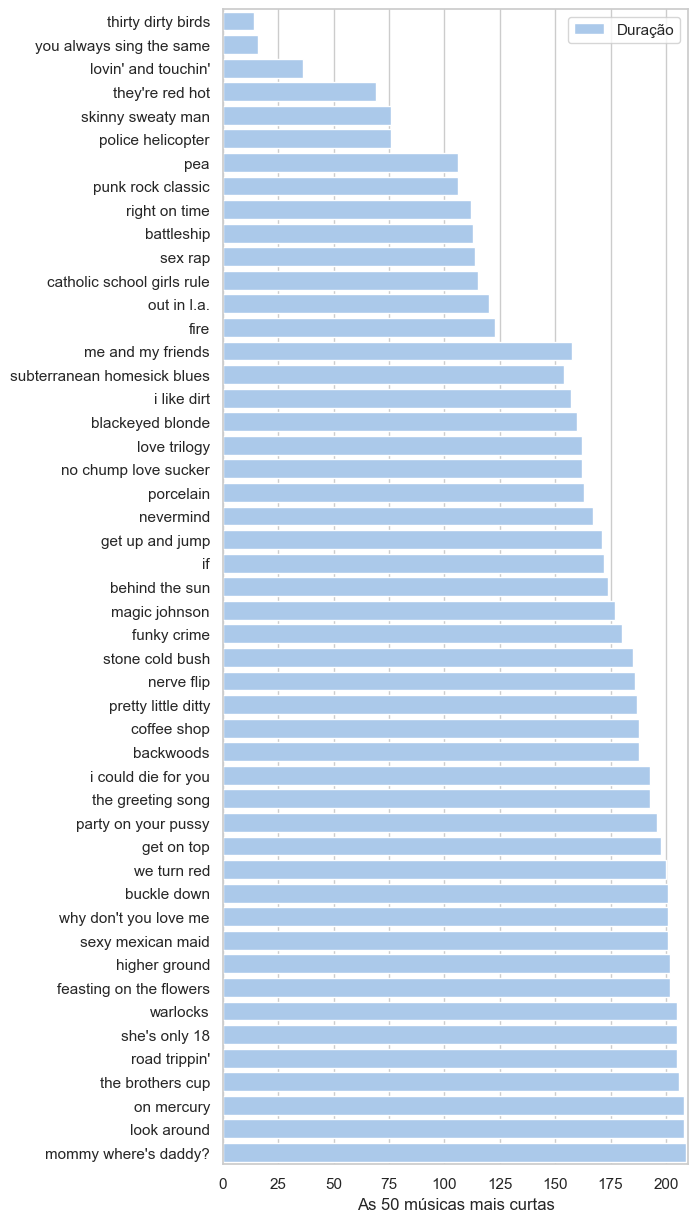 Duração
thirty dirty birds
you always sing the same
lovin' and touchin'
they're red hot
skinny sweaty man
police helicopter
pea
punk rock classic
right on time
battleship
sex rap
catholic school girls rule
out in l.a.
fire
me and my friends
subterranean homesick blues
i like dirt
blackeyed blonde
love trilogy
no chump love sucker
porcelain
nevermind
get up and jump
if
behind the sun
magic johnson
funky crime
stone cold bush
nerve flip
pretty little ditty
coffee shop
backwoods
i could die for you
the greeting song
party on your pussy
get on top
we turn red
buckle down
why don't you love me
sexy mexican maid
higher ground
feasting on the flowers
warlocks
she's only 18
road trippin'
the brothers cup
on mercury
look around
mommy where's daddy?
0 25 50 75 100 125 150 175 200
As 50 músicas mais curtas